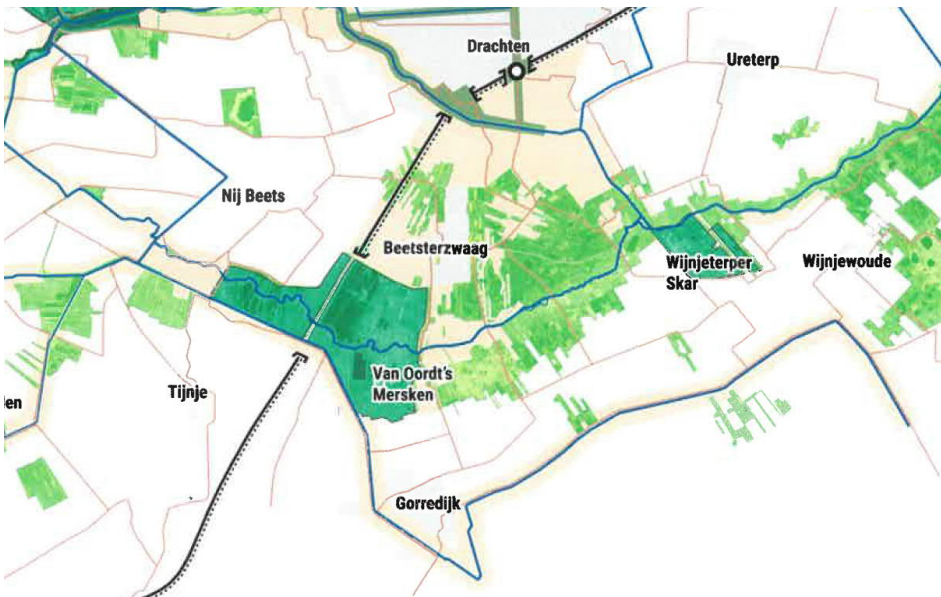 Drachten
Ureterp
Nij Beets
Beetsterzwaag
Wijnjeterper
Skar
Wijnjewoude
Van Oordt's
Mersken
Tijnje
Gorredijk